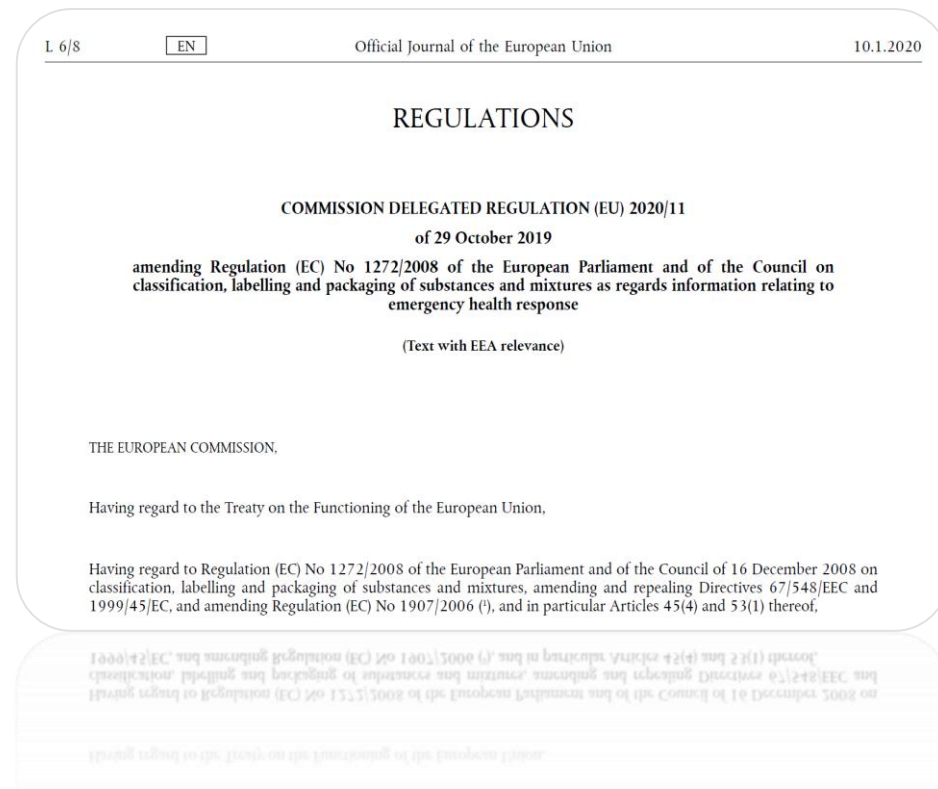 L 6/8 EN Official Journal of the European Union 10.1.2020
REGULATIONS
COMMISSION DELEGATED REGULATION (EU) 2020/11
of 29 October 2019
amending Regulation (EC) No 1272/2008 of the European Parliament and of the Council on
classification, labelling and packaging of substances and mixtures as regards information relating to
emergency health response
(Text with EEA relevance)
THE EUROPEAN COMMISSION,
Having regard to the Treaty on the Functioning of the European Union,
Having regard to Regulation (EC) No 1272/2008 of the European Parliament and of the Council of 16 December 2008 on
classification, labelling and packaging of substances and mixtures, amending and repealing Directives 67/548/EEC and
1999/45/EC, and amending Regulation (EC) No 1907/2006 (¹), and in particular Articles 45(4) and 53(1) thereof,